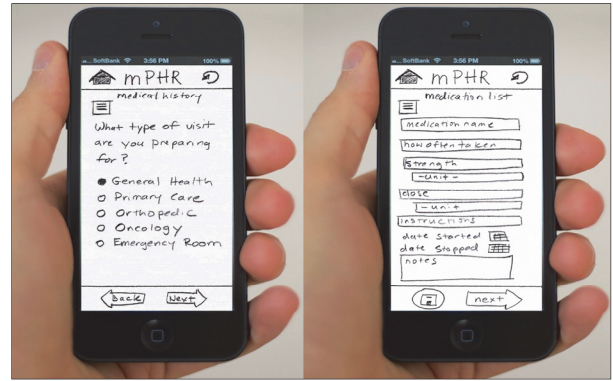 SoftBank 3:56 PM 100%
mPHR
medical history
What type of visit
are you preparing
for?
General Health
Primary Care
Orthopedic
Oncology
Emergency Room
Back Next
SoftBank 3:56 PM 100%
mPHR
medication list
medication name
how often taken
strength
-unit-
dose
-unit
instructions
date started
date stopped
notes
next